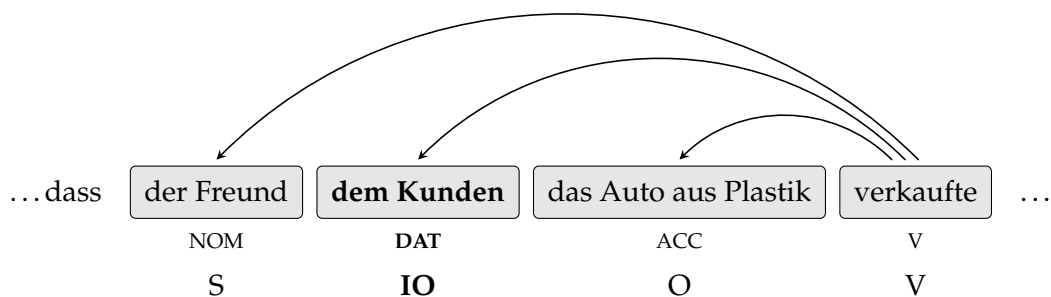 ...dass der Freund dem Kunden das Auto aus Plastik verkaufte ...
NOM DAT ACC V
S IO O V